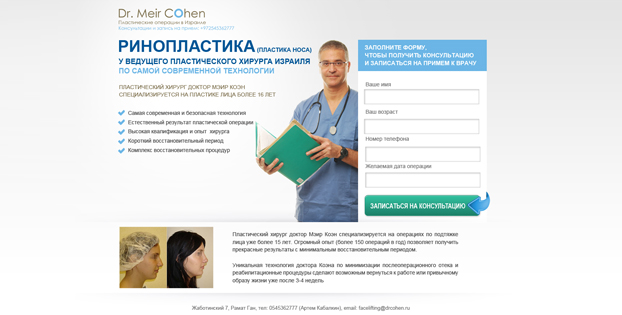 Dr. Meir Cohen
Пластические операции в Израиле
Консультация и запись на прием: +972545362777
РИНОПЛАСТИКА (ПЛАСТИКА НОСА)
У ВЕДУЩЕГО ПЛАСТИЧЕСКОГО ХИРУРГА ИЗРАИЛЯ
ПО САМОЙ СОВРЕМЕННОЙ ТЕХНОЛОГИИ
ПЛАСТИЧЕСКИЙ ХИРУРГ ДОКТОР МОИР КОЭН
СПЕЦИАЛИЗИРУЕТСЯ НА ПЛАСТИКЕ ЛИЦА БОЛЕЕ 16 ЛЕТ
Самая современная и безопасная технология
Естественный результат пластической операции
Высокая квалификация и опыт хирурга
Короткий восстановительный период
Комплекс восстановительных процедур
ЗАПОЛНИТЕ ФОРМУ,
ЧТОБЫ ПОЛУЧИТЬ КОНСУЛЬТАЦИЮ
И ЗАПИСАТЬСЯ НА ПРИЕМ К ВРАЧУ
Ваше имя
Ваш возраст
Номер телефона
Желаемая дата операции
ЗАПИСАТЬСЯ НА КОНСУЛЬТАЦИЮ
Пластический хирург доктор Маир Коэн специализируется на операциях по подтяжке
лица уже более 15 лет. Огромный опыт (более 150 операций в год) позволяет получить
прекрасные результаты с минимальным восстановительным периодом.
Уникальная технология доктора Коэна по минимизации послеоперационного отека и
реабилитационные процедуры сделают возможным вернуться к работе или привычному
образу жизни уже после 3-4 недель
Жаботинский 7, Рамат Ган, тел: 0545362777 (Артем Кабалкин), email: facelifting@drcohen.ru